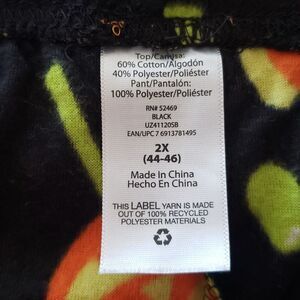 Top/Camisa:
60% Cotton/Algodón
40% Polyester/Poliéster
Pant/Pantalón:
100% Polyester/Poliéster
RN# 52469
BLACK
UZ411205B
EAN/UPC 7 6913781495
2X
(44-46)
Made In China
Hecho En China
THIS LABEL YARN IS MADE
OUT OF 100% RECYCLED
POLYESTER MATERIALS